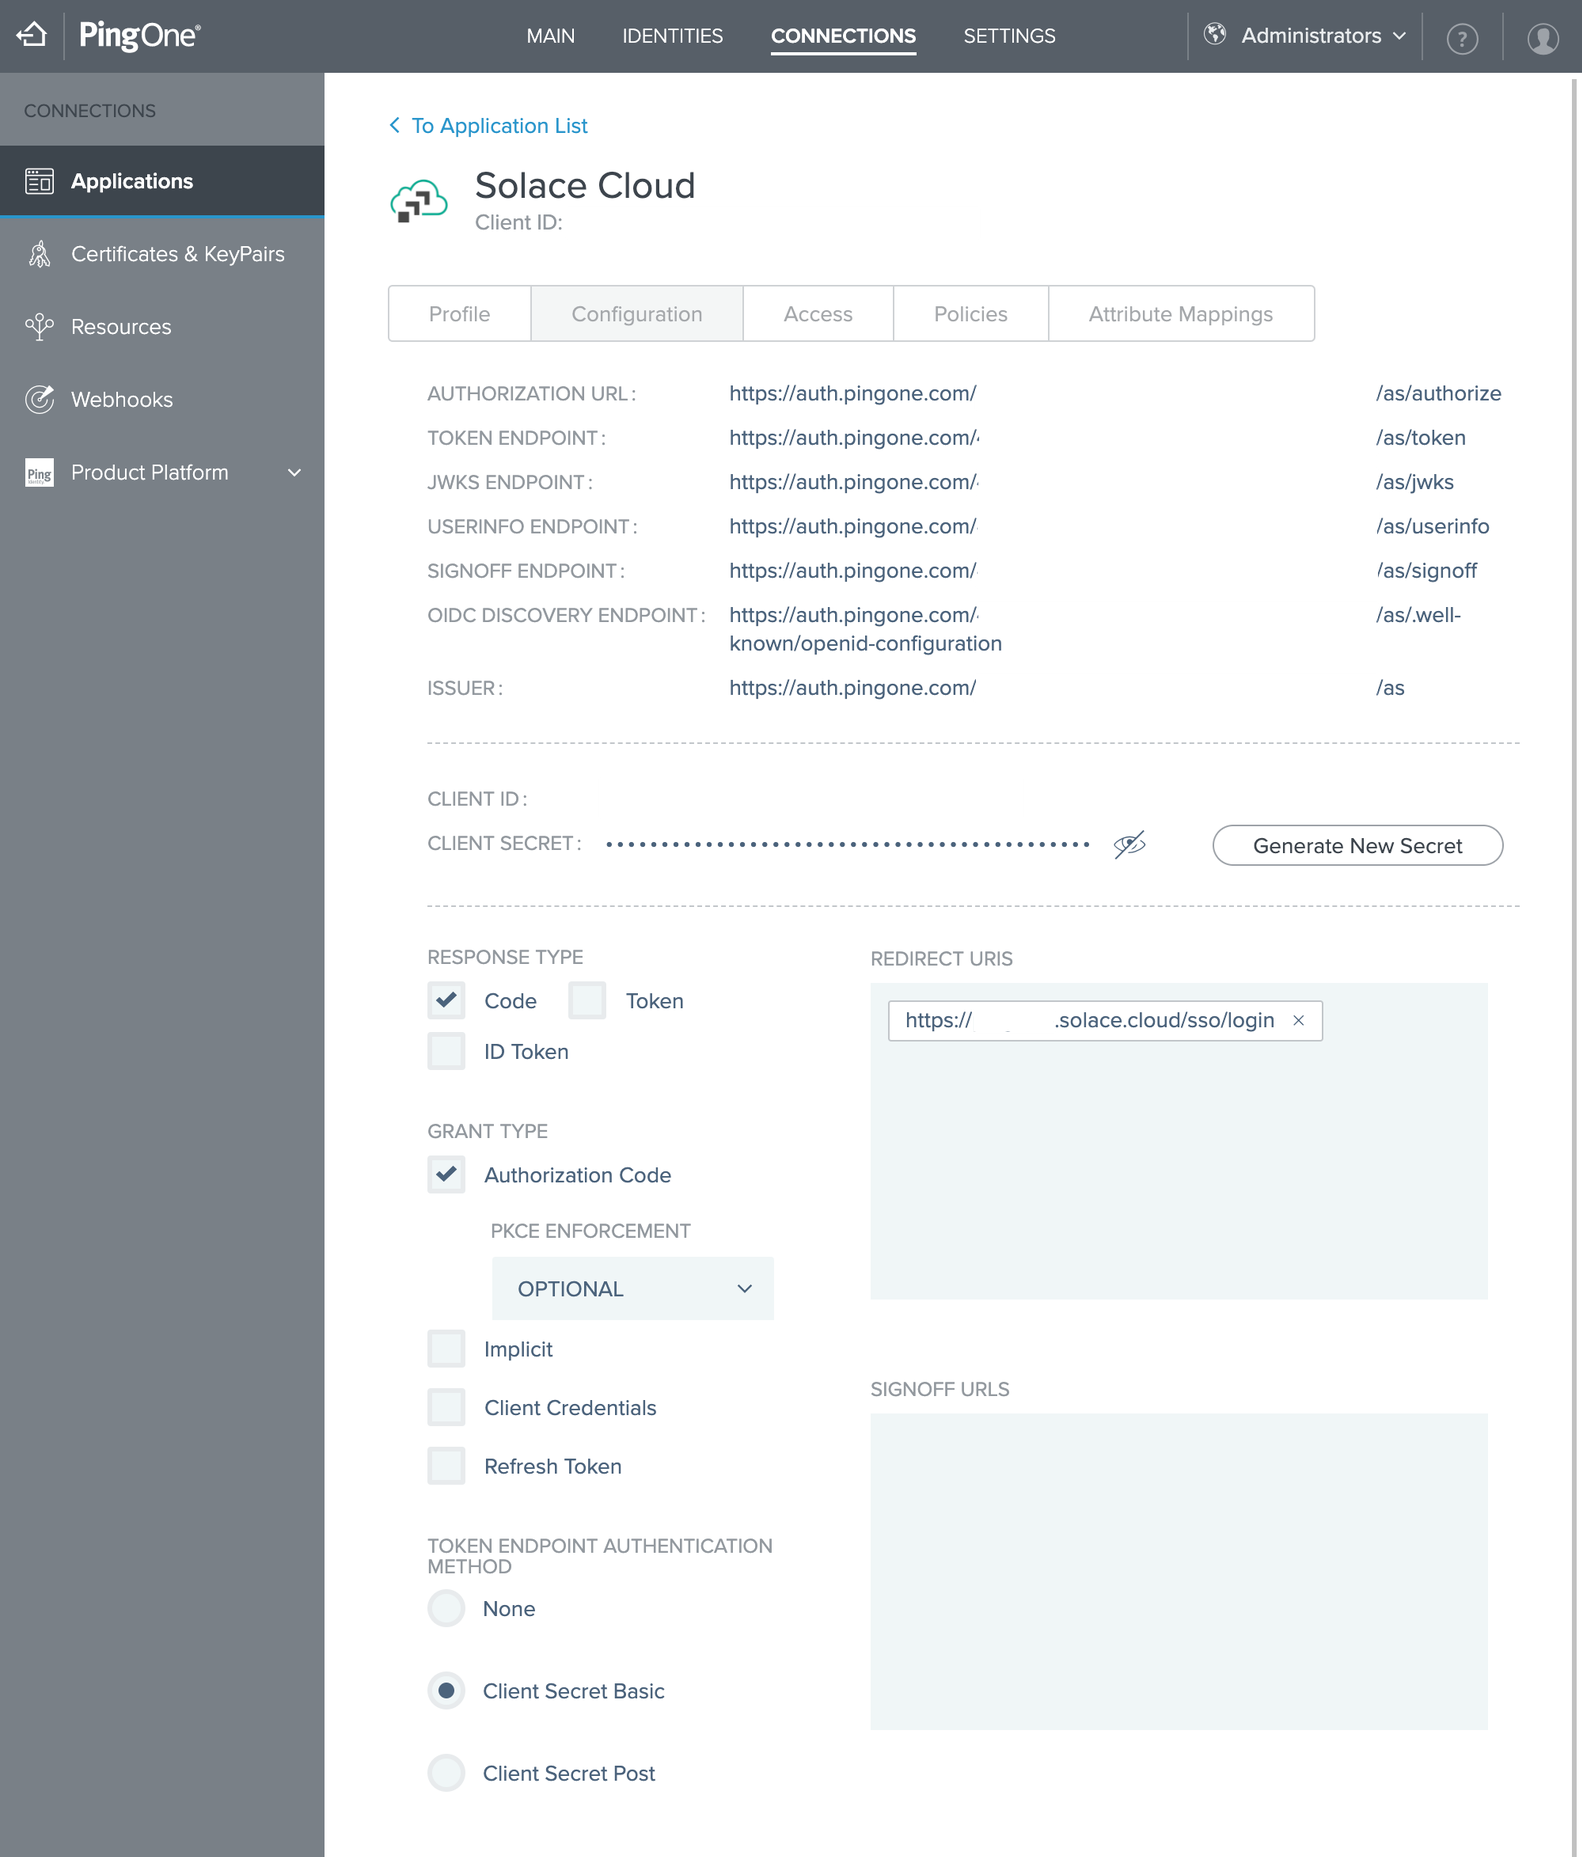 PingOne®
MAIN
IDENTITIES
CONNECTIONS
SETTINGS
Administrators
?
CONNECTIONS
Applications
Certificates & KeyPairs
Resources
Webhooks
Ping
Product Platform
To Application List
Solace Cloud
Client ID:
Profile
Configuration
Access
Policies
Attribute Mappings
AUTHORIZATION URL: https://auth.pingone.com/ /as/authorize
TOKEN ENDPOINT: https://auth.pingone.com/ /as/token
JWKS ENDPOINT: https://auth.pingone.com/ /as/jwks
USERINFO ENDPOINT: https://auth.pingone.com/ /as/userinfo
SIGNOFF ENDPOINT: https://auth.pingone.com/ /as/signoff
OIDC DISCOVERY ENDPOINT: https://auth.pingone.com/ /as/.well-
known/openid-configuration
ISSUER: https://auth.pingone.com/ /as
CLIENT ID:
CLIENT SECRET:
Generate New Secret
RESPONSE TYPE
Code
Token
ID Token
GRANT TYPE
Authorization Code
PKCE ENFORCEMENT
OPTIONAL
Implicit
Client Credentials
Refresh Token
TOKEN ENDPOINT AUTHENTICATION
METHOD
None
Client Secret Basic
Client Secret Post
REDIRECT URIS
https:// .solace.cloud/sso/login ×
SIGNOFF URLS